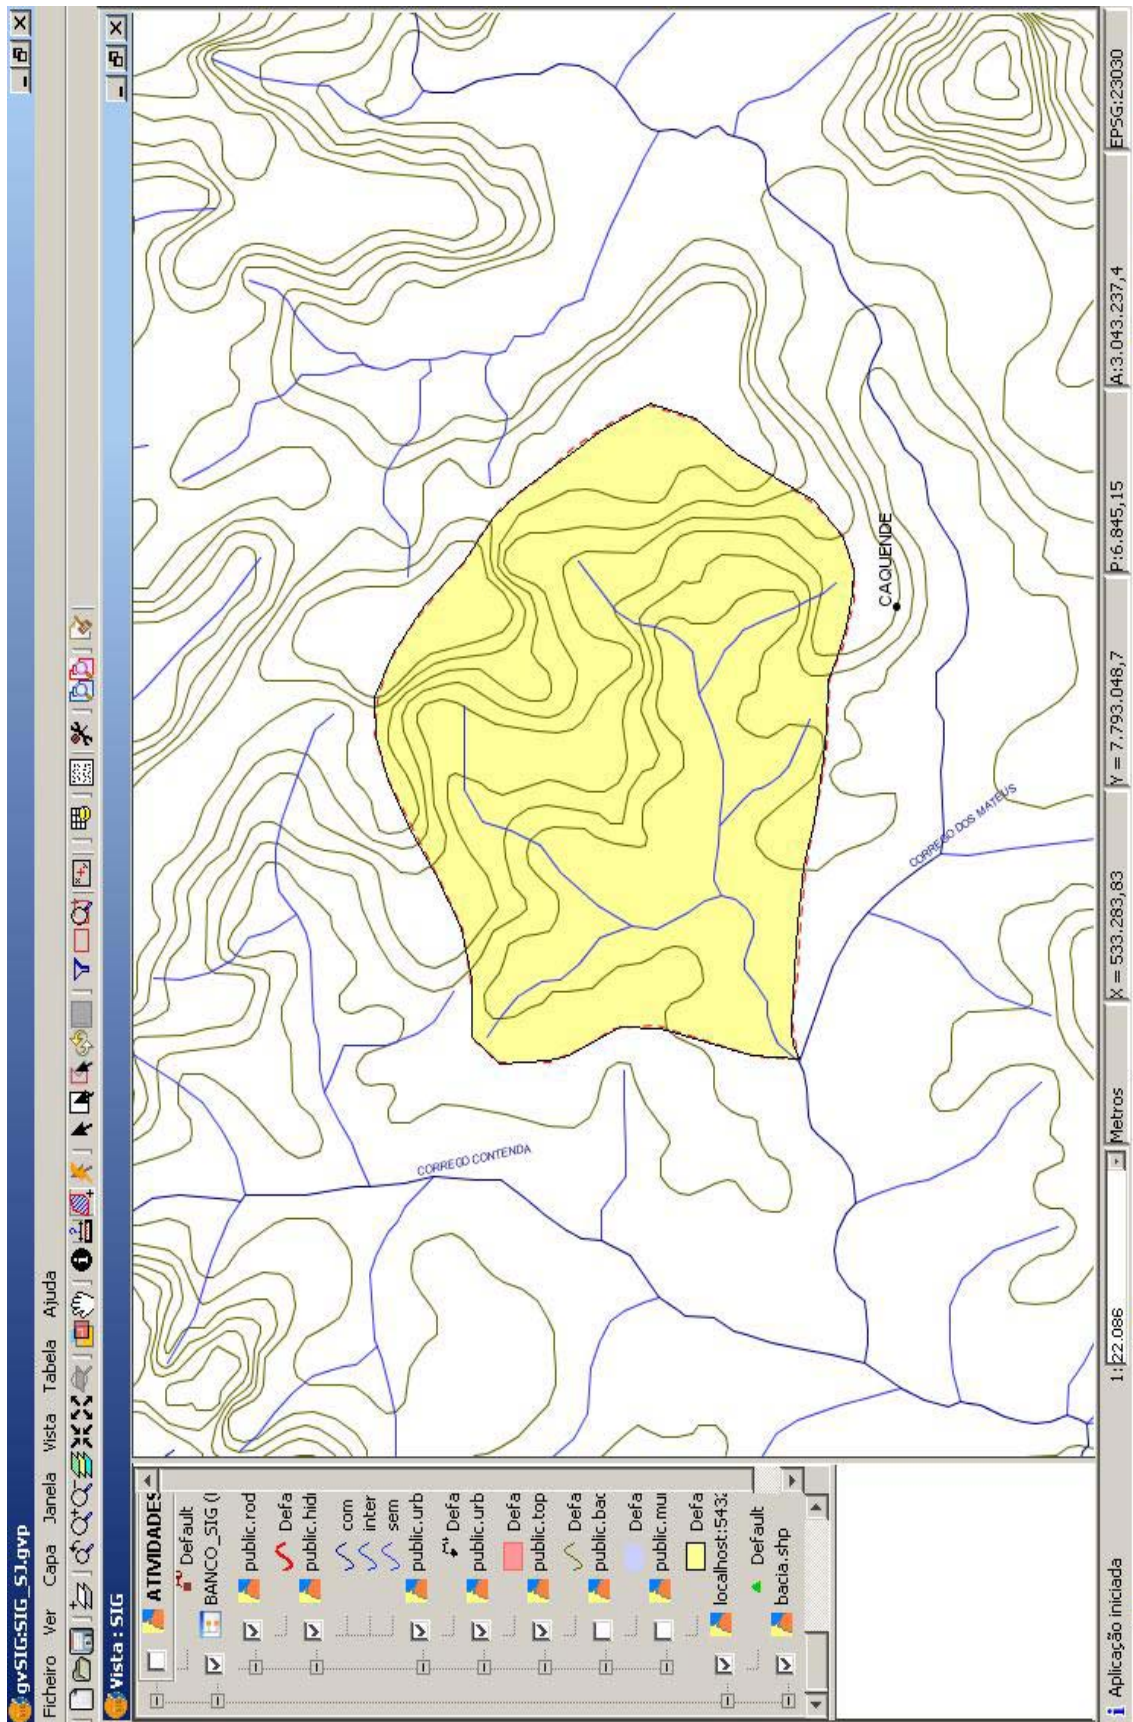 gvSIG:SIG_SJ.gvp
Ficheiro Ver Capa Janela Vista Tabela Ajuda
Vista : SIG
ATIVIDADES
Default
BANCO_SIG (
public.rod
Defa
public.hidr
com
inter
sem
public.urb
Defa
public.urb
Defa
public.top
Defa
public.bac
Defa
public.mur
Defa
localhost:5432
Default
bacia.shp
CORREGO CONTENDA
CORREGO DOS MATEUS
CAQUENDE
Aplicação iniciada
1: 22.086
Metros
X = 533.283,83
Y = 7.793.048,7
P:6.845,15
A:3.043.237,4
EPSG:23030